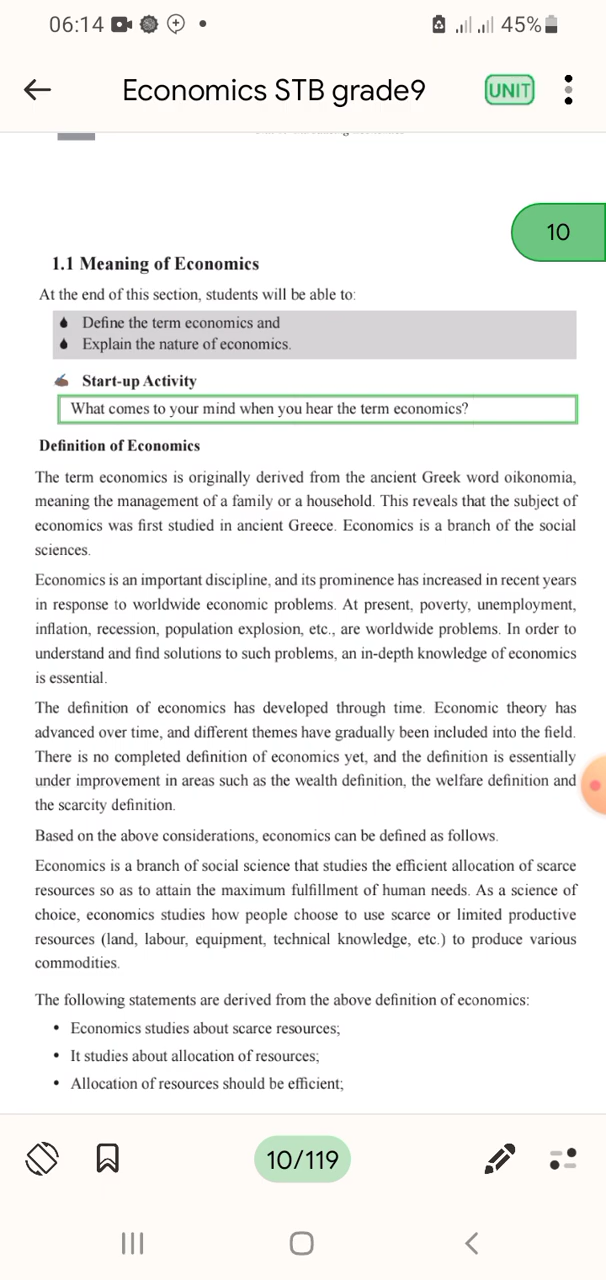 06:14
45%
Economics STB grade9
UNIT
10
1.1 Meaning of Economics
At the end of this section, students will be able to:
Define the term economics and
Explain the nature of economics.
Start-up Activity
What comes to your mind when you hear the term economics?
Definition of Economics
The term economics is originally derived from the ancient Greek word oikonomia,
meaning the management of a family or a household. This reveals that the subject of
economics was first studied in ancient Greece. Economics is a branch of the social
sciences.
Economics is an important discipline, and its prominence has increased in recent years
in response to worldwide economic problems. At present, poverty, unemployment,
inflation, recession, population explosion, etc., are worldwide problems. In order to
understand and find solutions to such problems, an in-depth knowledge of economics
is essential.
The definition of economics has developed through time. Economic theory has
advanced over time, and different themes have gradually been included into the field.
There is no completed definition of economics yet, and the definition is essentially
under improvement in areas such as the wealth definition, the welfare definition and
the scarcity definition.
Based on the above considerations, economics can be defined as follows.
Economics is a branch of social science that studies the efficient allocation of scarce
resources so as to attain the maximum fulfillment of human needs. As a science of
choice, economics studies how people choose to use scarce or limited productive
resources (land, labour, equipment, technical knowledge, etc.) to produce various
commodities.
The following statements are derived from the above definition of economics:
• Economics studies about scarce resources;
• It studies about allocation of resources;
• Allocation of resources should be efficient;
10/119